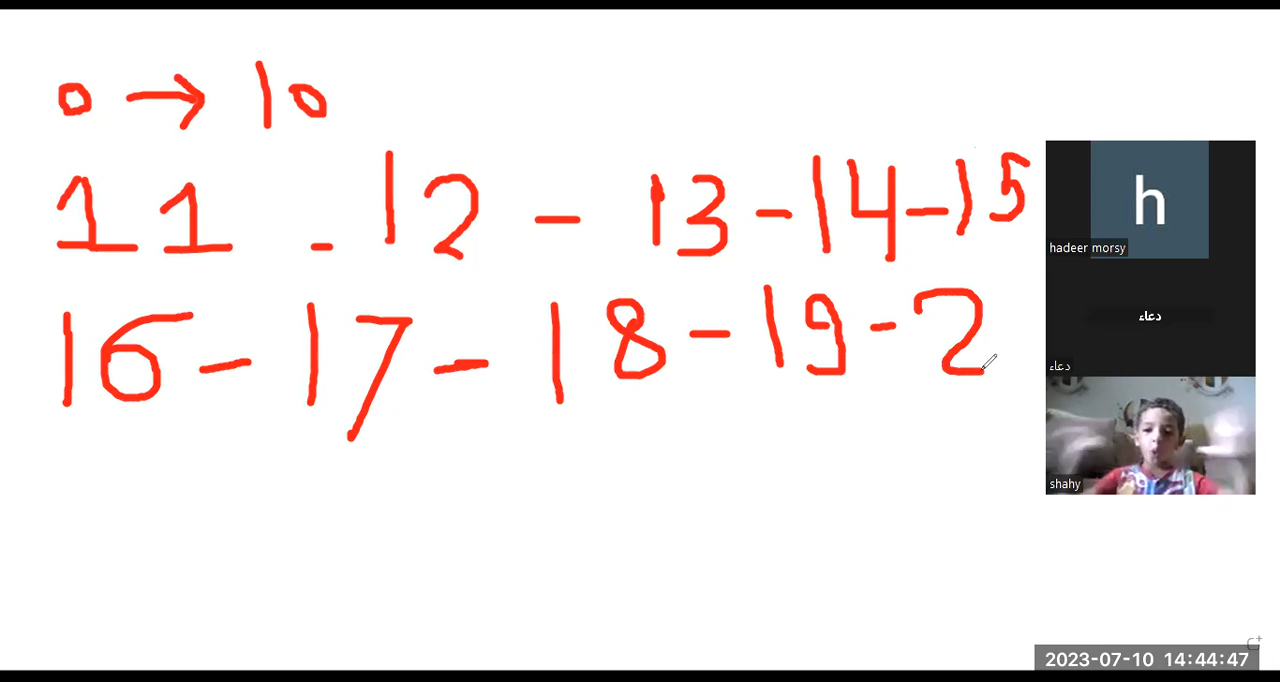 0 → 10
11 - 12 - 13 - 14 - 15
16 - 17 - 18 - 19 - 2
h
hadeer morsy
دعاء
دعاء
shahy
2023-07-10 14:44:47